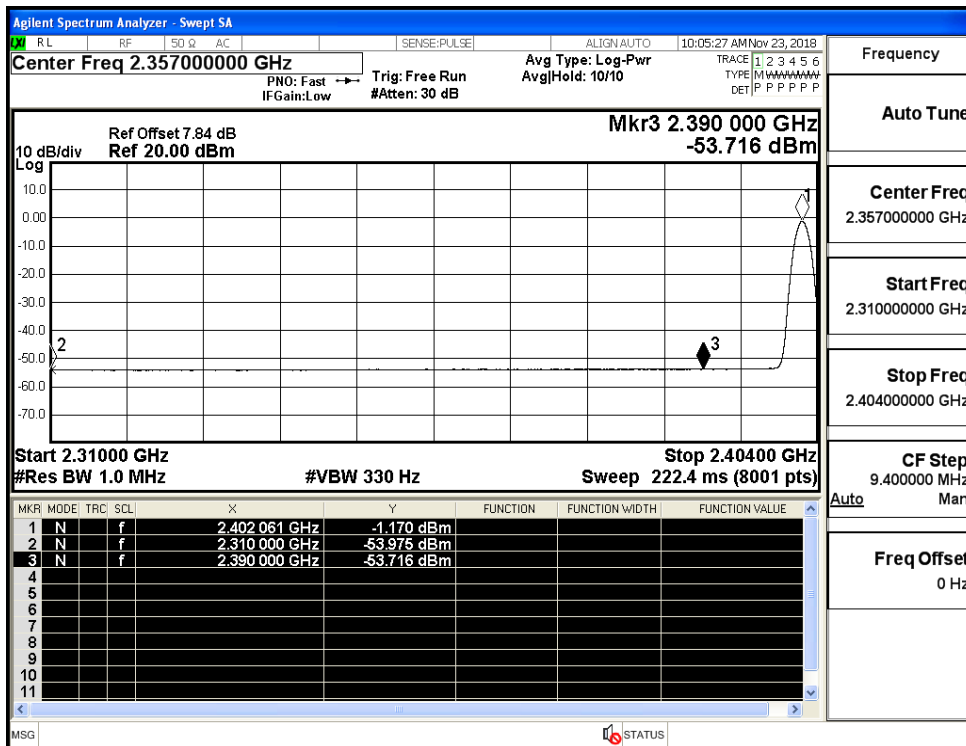 Agilent Spectrum Analyzer - Swept SA
LXI RL RF 50 Ω AC SENSE:PULSE ALIGN AUTO 10:05:27 AM Nov 23, 2018
Center Freq 2.357000000 GHz
PNO: Fast
IFGain:Low
Trig: Free Run
#Atten: 30 dB
Avg Type: Log-Pwr
Avg|Hold: 10/10
TRACE 1 2 3 4 5 6
TYPE M W W W W W
DET P P P P P P
Ref Offset 7.84 dB
10 dB/div Ref 20.00 dBm
Log
Mkr3 2.390 000 GHz
-53.716 dBm
10.0
0.00
-10.0
-20.0
-30.0
-40.0
-50.0
-60.0
-70.0
1
2
3
Start 2.31000 GHz Stop 2.40400 GHz
#Res BW 1.0 MHz #VBW 330 Hz Sweep 222.4 ms (8001 pts)
MKR MODE TRC SCL X Y FUNCTION FUNCTION WIDTH FUNCTION VALUE
1 N f 2.402 061 GHz -1.170 dBm
2 N f 2.310 000 GHz -53.975 dBm
3 N f 2.390 000 GHz -53.716 dBm
4
5
6
7
8
9
10
11
MSG STATUS
Frequency
Auto Tune
Center Freq
2.357000000 GHz
Start Freq
2.310000000 GHz
Stop Freq
2.404000000 GHz
CF Step
9.400000 MHz
Auto Man
Freq Offset
0 Hz